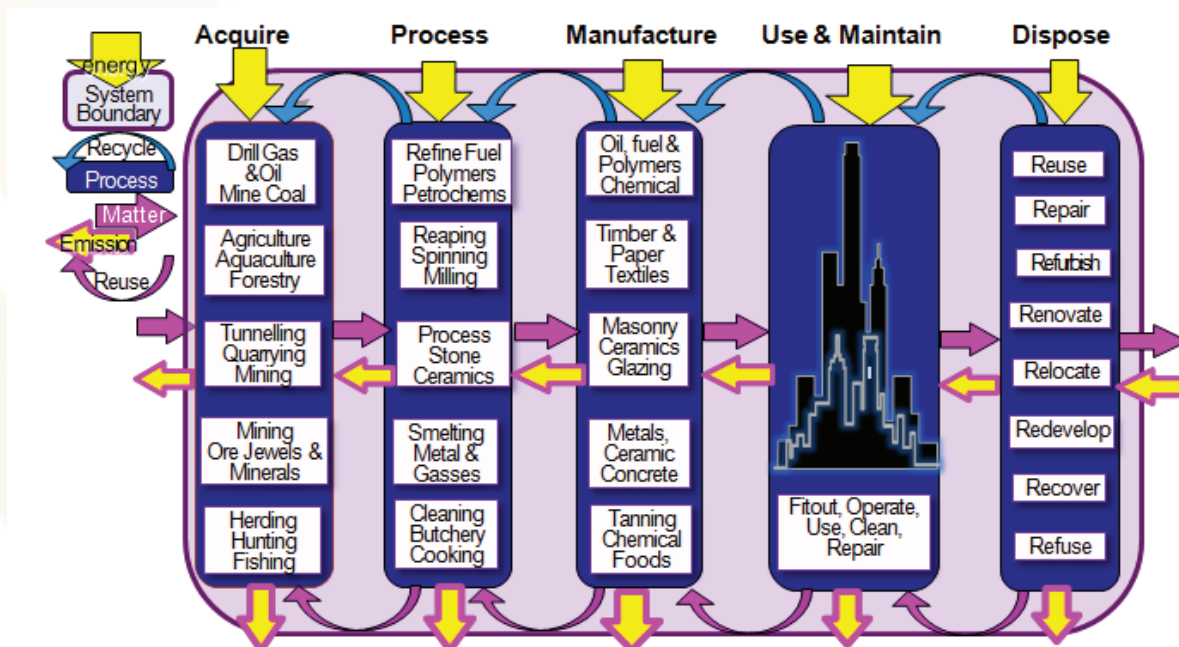 Acquire
Process
Manufacture
Use & Maintain
Dispose
energy
System
Boundary
Recycle
Process
Matter
Emission
Reuse
Drill Gas
&Oil
Mine Coal
Agriculture
Aquaculture
Forestry
Tunnelling
Quarrying
Mining
Mining
Ore Jewels &
Minerals
Herding
Hunting
Fishing
Refine Fuel
Polymers
Petrochems
Reaping
Spinning
Milling
Process
Stone
Ceramics
Smelting
Metal &
Gasses
Cleaning
Butchery
Cooking
Oil, fuel &
Polymers
Chemical
Timber &
Paper
Textiles
Masonry
Ceramics
Glazing
Metals,
Ceramic
Concrete
Tanning
Chemical
Foods
Fitout, Operate,
Use, Clean,
Repair
Reuse
Repair
Refurbish
Renovate
Relocate
Redevelop
Recover
Refuse